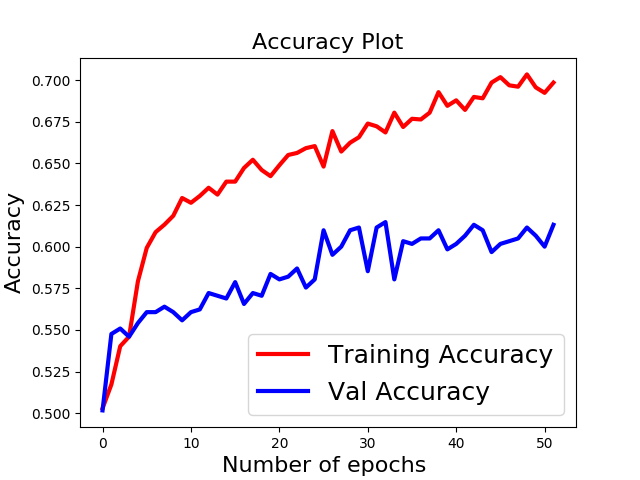 Accuracy Plot
Accuracy
0.700
0.675
0.650
0.625
0.600
0.575
0.550
0.525
0.500
Training Accuracy
Val Accuracy
0 10 20 30 40 50
Number of epochs